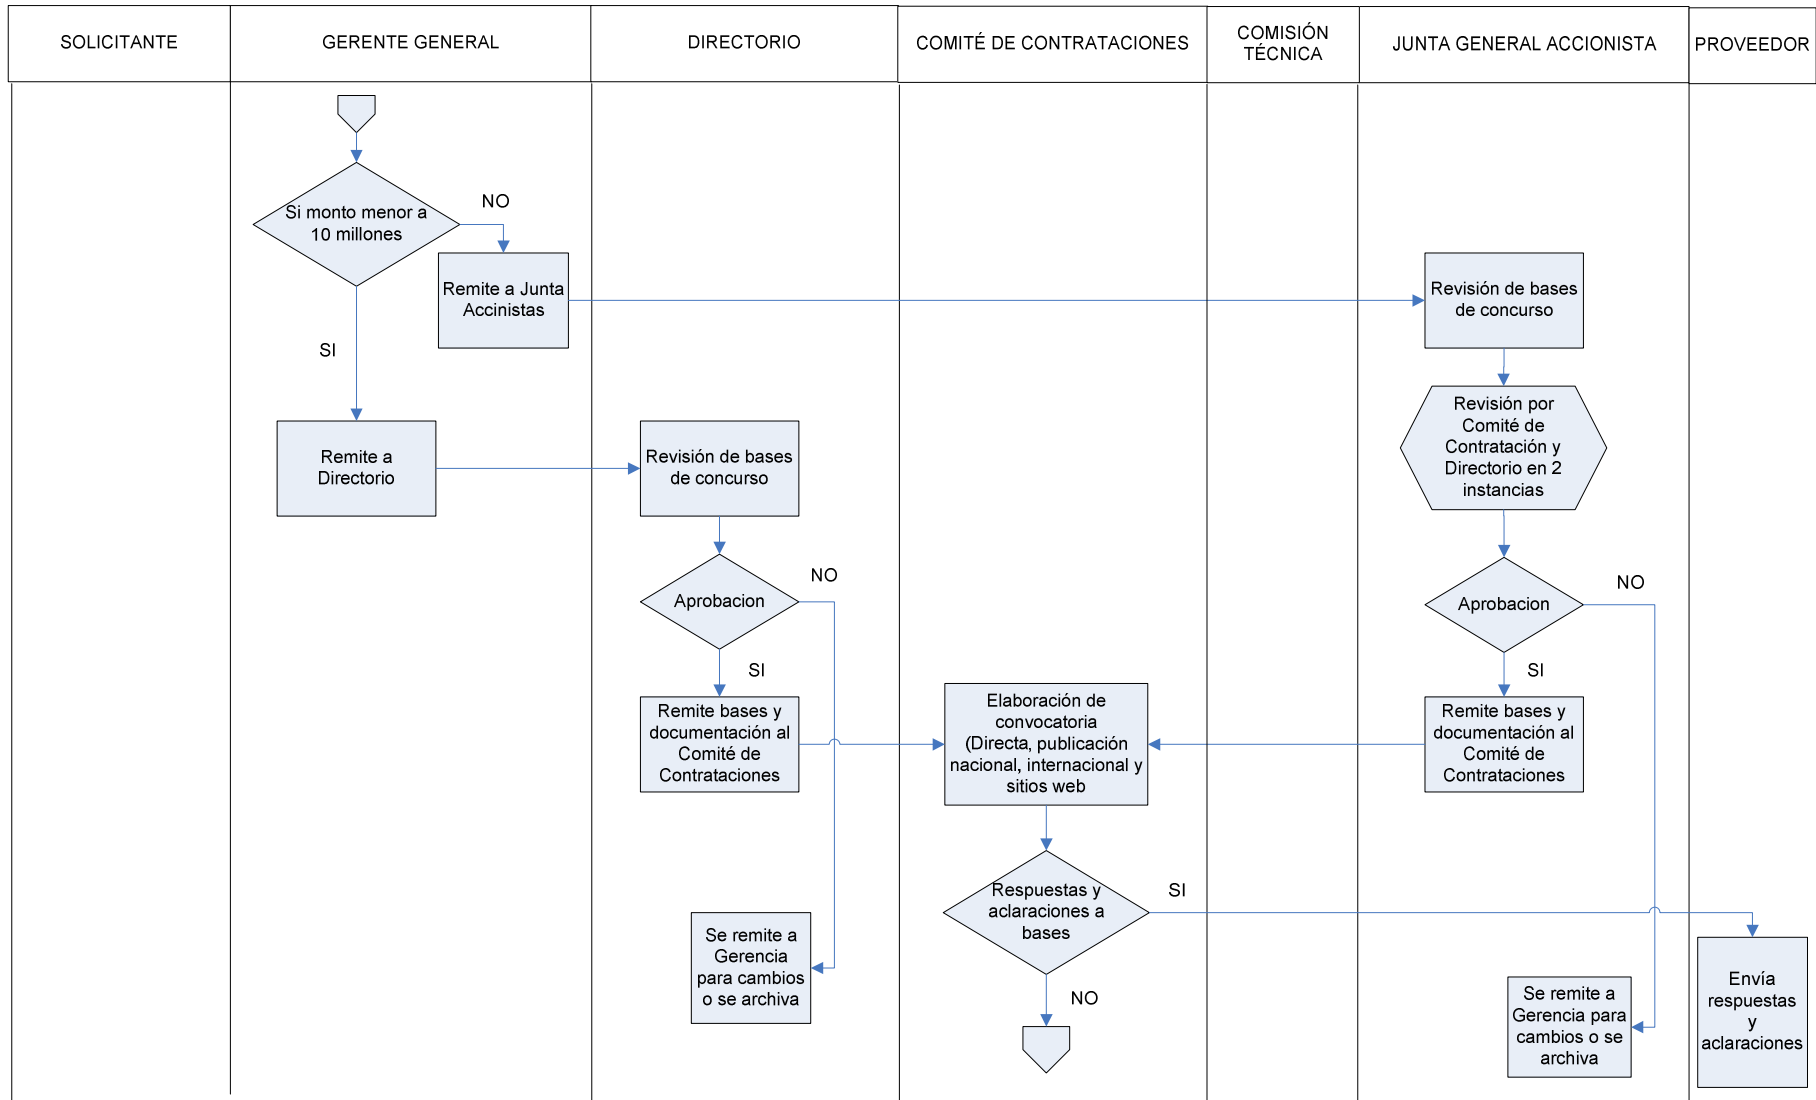 SOLICITANTE
GERENTE GENERAL
DIRECTORIO
COMITÉ DE CONTRATACIONES
COMISIÓN
TÉCNICA
JUNTA GENERAL ACCIONISTA
PROVEEDOR
Si monto menor a
10 millones
NO
SI
Remite a Junta
Accinistas
Revisión de bases
de concurso
Revisión por
Comité de
Contratación y
Directorio en 2
instancias
Remite a
Directorio
Revisión de bases
de concurso
Aprobacion
NO
SI
Aprobacion
NO
SI
Remite bases y
documentación al
Comité de
Contrataciones
Elaboración de
convocatoria
(Directa, publicación
nacional, internacional y
sitios web
Remite bases y
documentación al
Comité de
Contrataciones
Respuestas y
aclaraciones a
bases
SI
NO
Se remite a
Gerencia
para cambios
o se archiva
Se remite a
Gerencia para
cambios o se
archiva
Envía
respuestas
y
aclaraciones